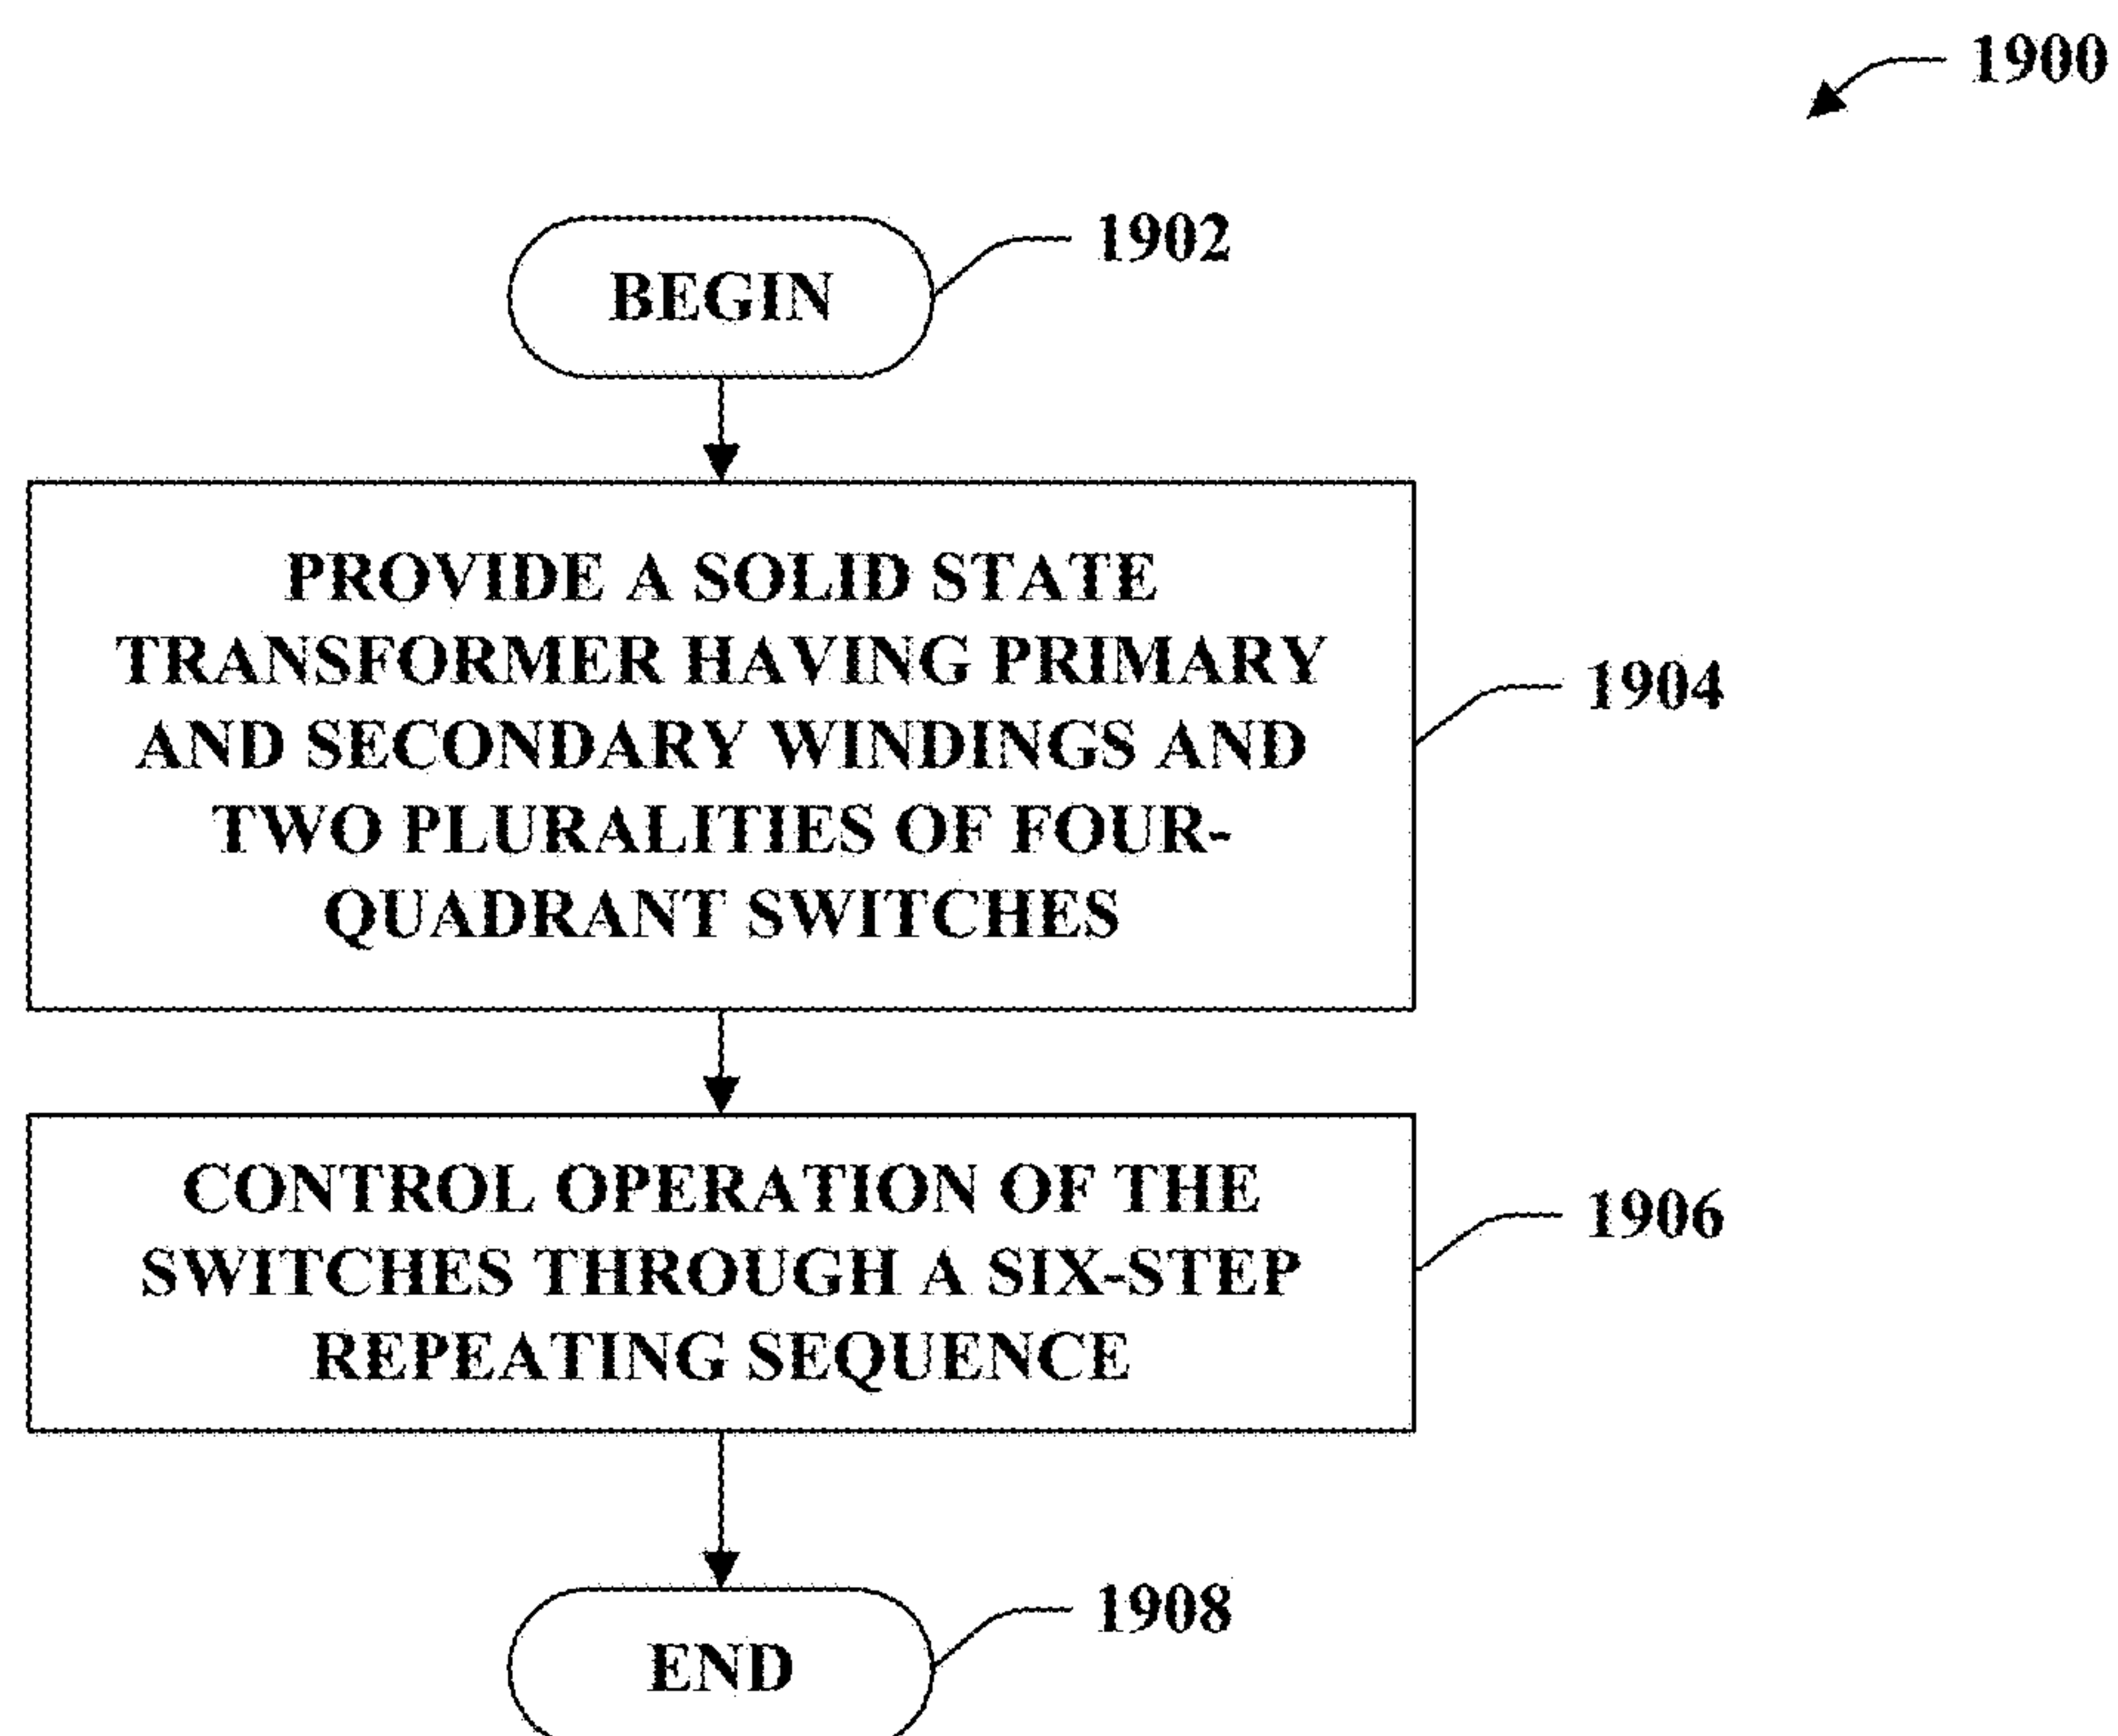 1900
BEGIN
1902
PROVIDE A SOLID STATE
TRANSFORMER HAVING PRIMARY
AND SECONDARY WINDINGS AND
TWO PLURALITIES OF FOUR-
QUADRANT SWITCHES
1904
CONTROL OPERATION OF THE
SWITCHES THROUGH A SIX-STEP
REPEATING SEQUENCE
1906
END
1908